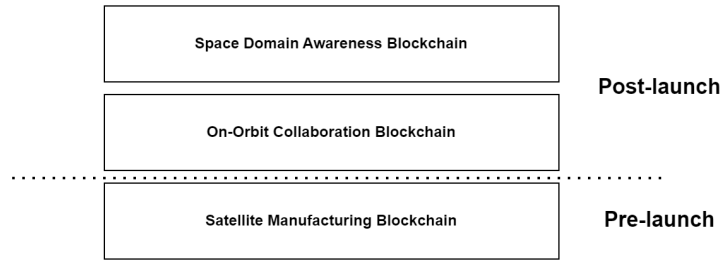 Space Domain Awareness Blockchain
Post-launch
On-Orbit Collaboration Blockchain
Satellite Manufacturing Blockchain
Pre-launch